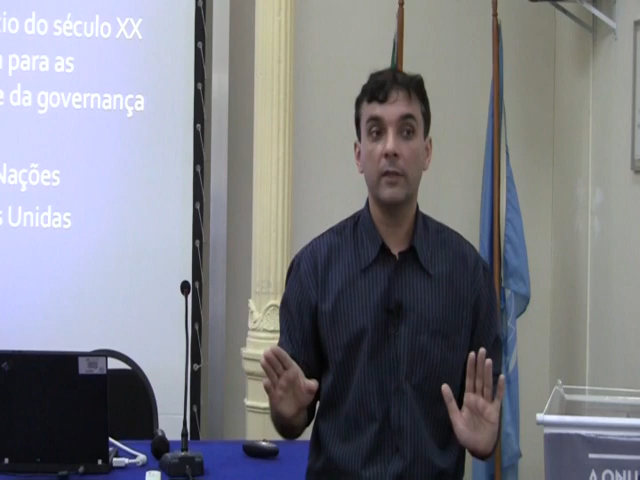 io do século XX
para as
e da governança
Nações
s Unidas
A ONU